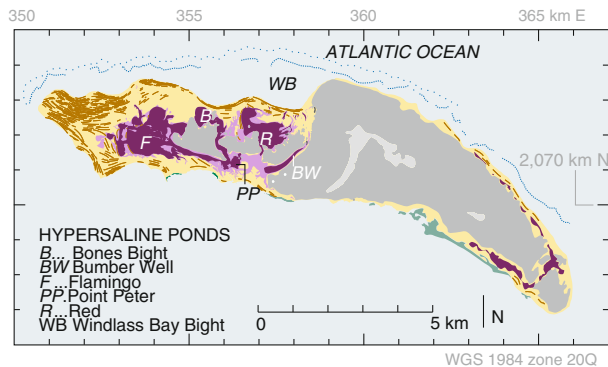 350 355 360 365 km E
ATLANTIC OCEAN
WB
B
F
R
BW
2,070 km N
PP
HYPERSALINE PONDS
B... Bones Bight
BW Bumber Well
F ...Flamingo
PP.Point Peter
R...Red
WB Windlass Bay Bight
0 5 km
N
WGS 1984 zone 20Q